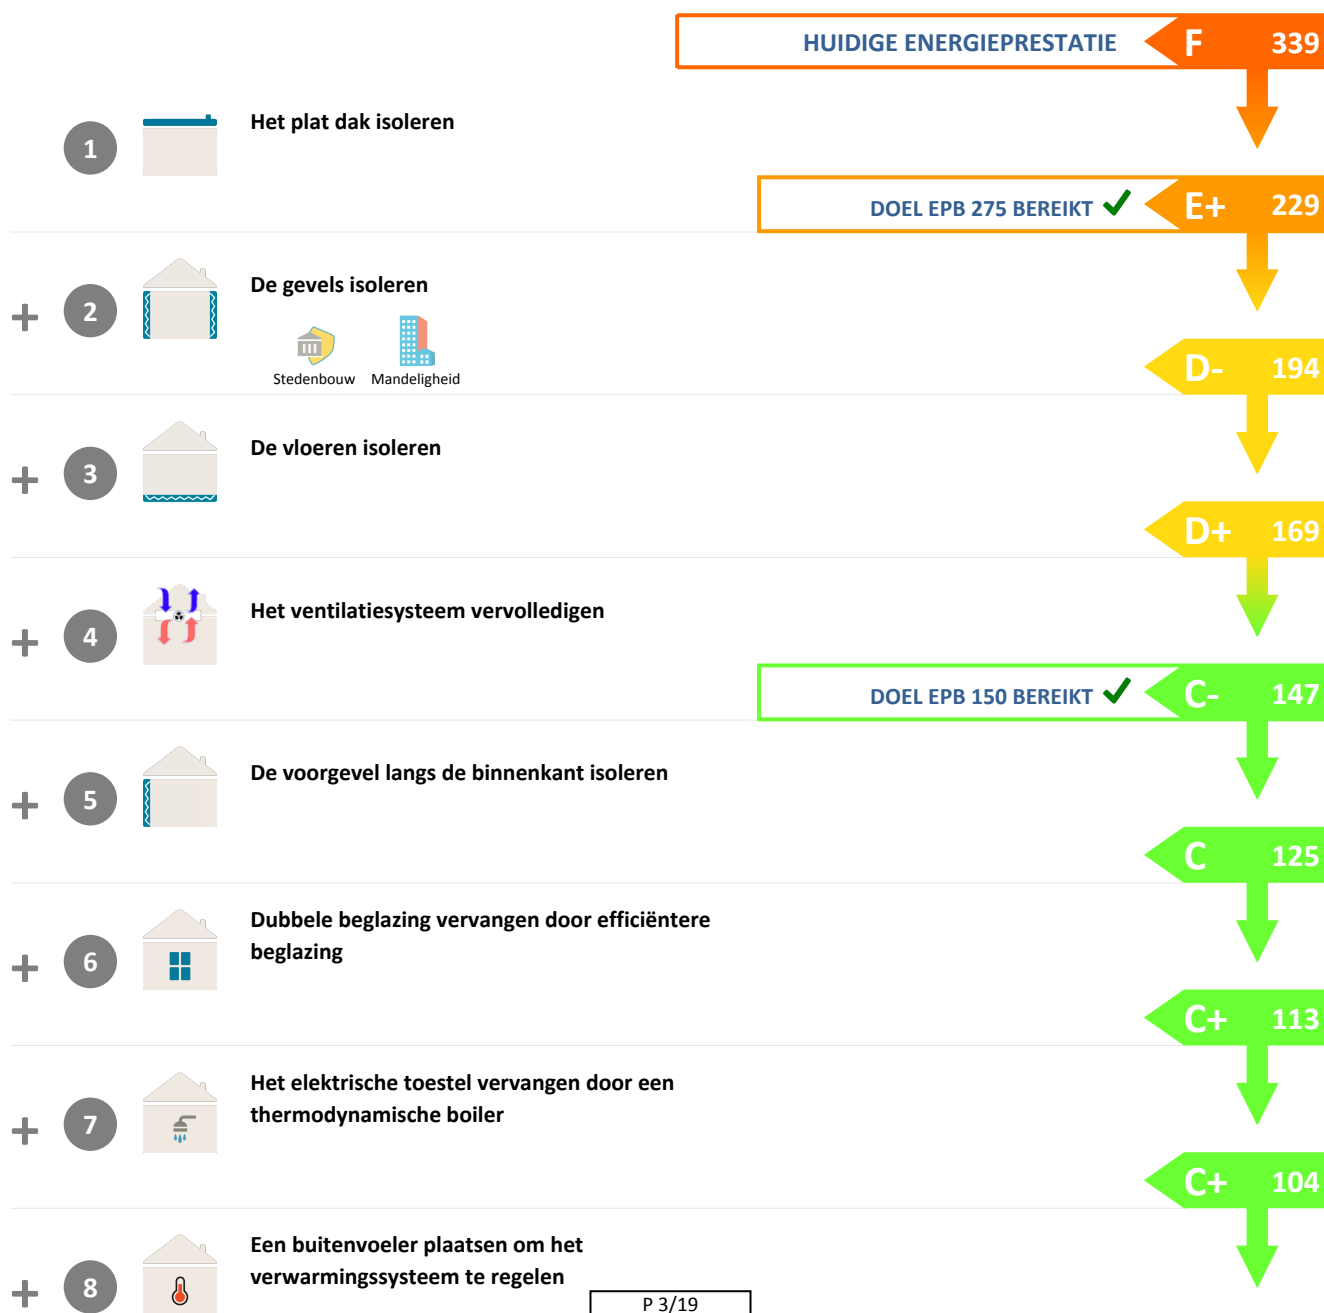 HUIDIGE ENERGIEPRESTATIE F 339
1 Het plat dak isoleren
DOEL EPB 275 BEREIKT E+ 229
+ 2 De gevels isoleren
Stedenbouw Mandeligheid
D- 194
+ 3 De vloeren isoleren
D+ 169
+ 4 Het ventilatiesysteem vervolledigen
DOEL EPB 150 BEREIKT C- 147
+ 5 De voorgevel langs de binnenkant isoleren
C 125
Dubbele beglazing vervangen door efficiëntere
+ 6 beglazing
C+ 113
Het elektrische toestel vervangen door een
+ 7 thermodynamische boiler
C+ 104
Een buitenvoeler plaatsen om het
+ 8 verwarmingssysteem te regelen
P 3/19